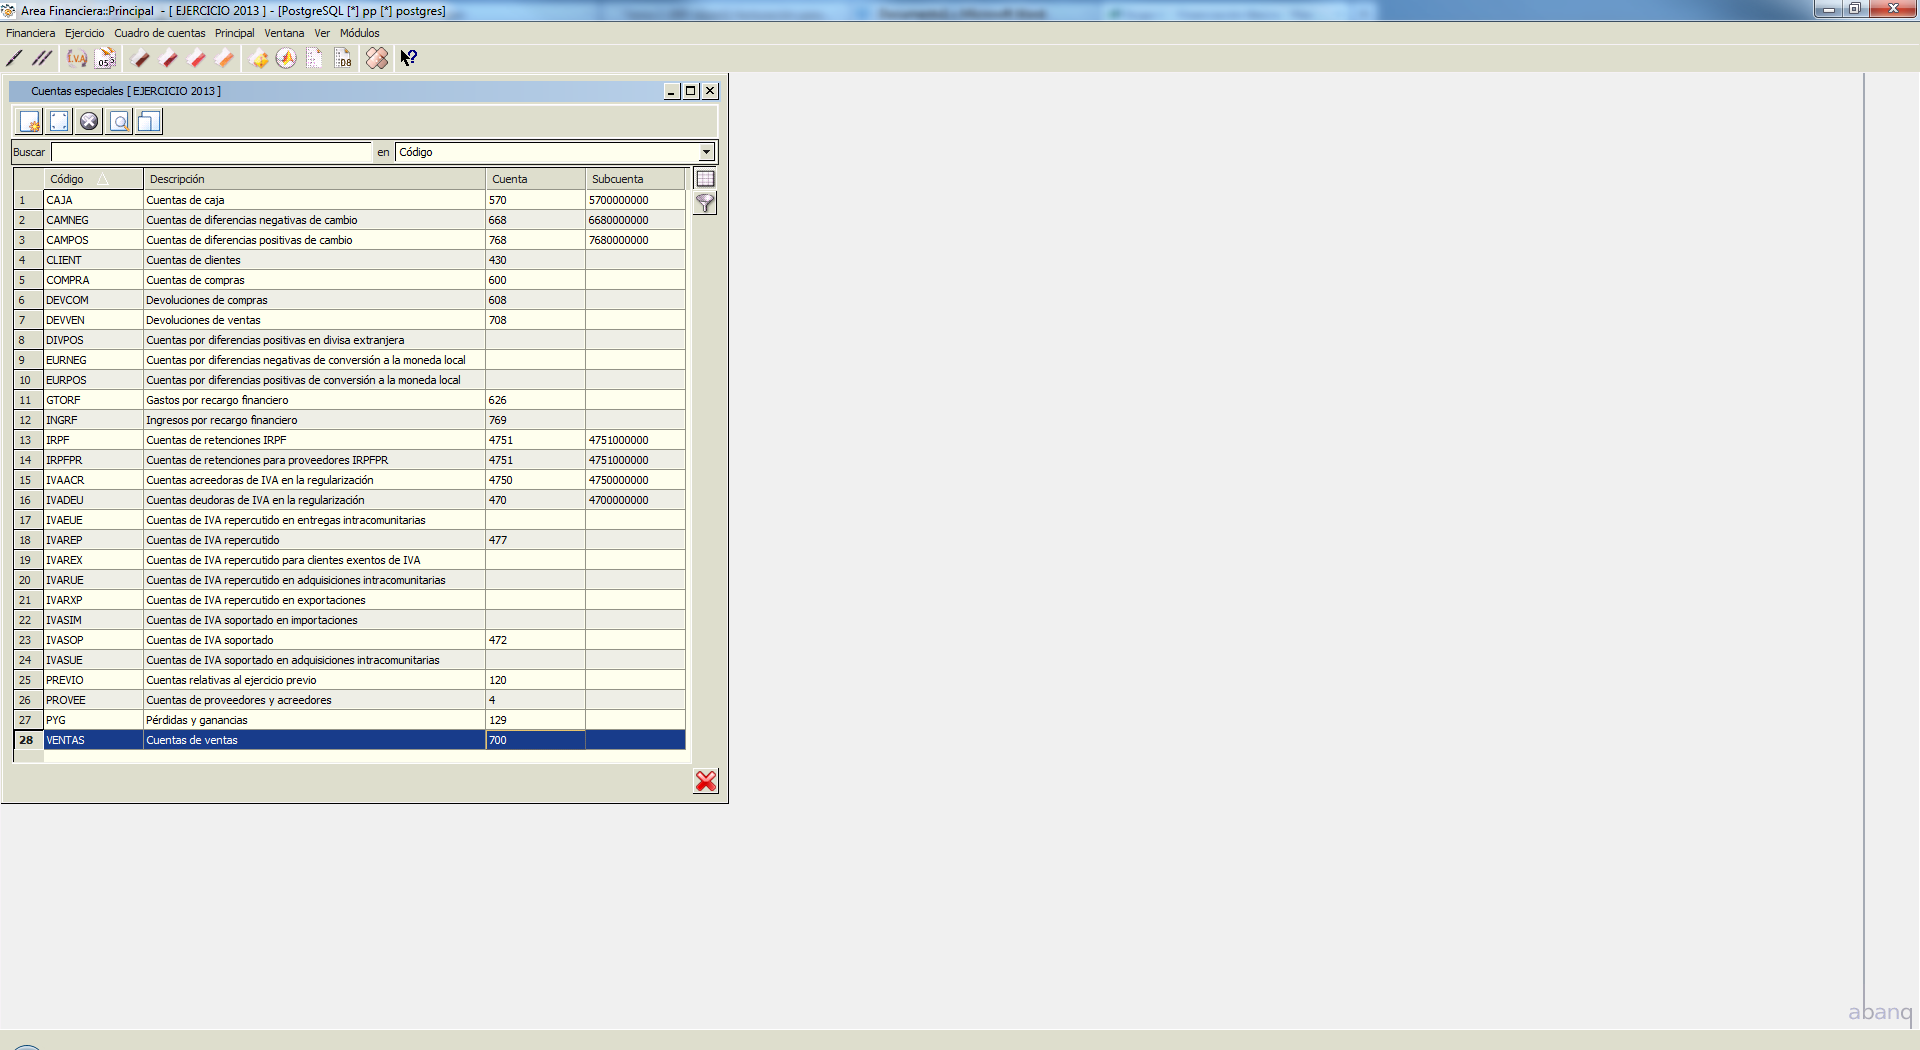 Area Financiera::Principal - [ EJERCICIO 2013 ] - [PostgreSQL [*] pp [*] postgres]
Financiera Ejercicio Cuadro de cuentas Principal Ventana Ver Módulos
I.V.A 05 D8
Cuentas especiales [ EJERCICIO 2013 ]
Buscar en Código
Código Descripción Cuenta Subcuenta
1 CAJA Cuentas de caja 570 5700000000
2 CAMNEG Cuentas de diferencias negativas de cambio 668 6680000000
3 CAMPOS Cuentas de diferencias positivas de cambio 768 7680000000
4 CLIENT Cuentas de clientes 430
5 COMPRA Cuentas de compras 600
6 DEVCOM Devoluciones de compras 608
7 DEVVEN Devoluciones de ventas 708
8 DIVPOS Cuentas por diferencias positivas en divisa extranjera
9 EURNEG Cuentas por diferencias negativas de conversión a la moneda local
10 EURPOS Cuentas por diferencias positivas de conversión a la moneda local
11 GTORF Gastos por recargo financiero 626
12 INGRF Ingresos por recargo financiero 769
13 IRPF Cuentas de retenciones IRPF 4751 4751000000
14 IRPFPR Cuentas de retenciones para proveedores IRPFPR 4751 4751000000
15 IVAACR Cuentas acreedoras de IVA en la regularización 4750 4750000000
16 IVADEU Cuentas deudoras de IVA en la regularización 470 4700000000
17 IVAEUE Cuentas de IVA repercutido en entregas intracomunitarias
18 IVAREP Cuentas de IVA repercutido 477
19 IVAREX Cuentas de IVA repercutido para clientes exentos de IVA
20 IVARUE Cuentas de IVA repercutido en adquisiciones intracomunitarias
21 IVARXP Cuentas de IVA repercutido en exportaciones
22 IVASIM Cuentas de IVA soportado en importaciones
23 IVASOP Cuentas de IVA soportado 472
24 IVASUE Cuentas de IVA soportado en adquisiciones intracomunitarias
25 PREVIO Cuentas relativas al ejercicio previo 120
26 PROVEE Cuentas de proveedores y acreedores 4
27 PYG Pérdidas y ganancias 129
28 VENTAS Cuentas de ventas 700
abanq